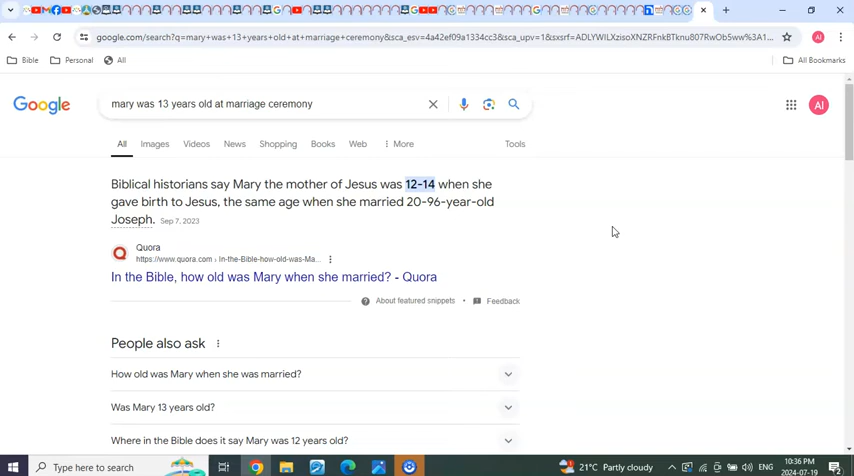 google.com/search?q=mary+was+13+years+old+at+marriage+ceremony&sca_esv=4a42ef09a1334cc3&sca_upv=1&sxsrf=ADLYWILXzisoXNZRFnkBTknu807RwOb5ww%3A1...
AI
Bible
Personal
All
All Bookmarks
Google
mary was 13 years old at marriage ceremony
AI
All
Images
Videos
News
Shopping
Books
Web
More
Tools
Biblical historians say Mary the mother of Jesus was 12-14 when she
gave birth to Jesus, the same age when she married 20-96-year-old
Joseph. Sep 7, 2023
Quora
https://www.quora.com › In-the-Bible-how-old-was-Ma...
In the Bible, how old was Mary when she married? - Quora
About featured snippets • Feedback
People also ask
How old was Mary when she was married?
Was Mary 13 years old?
Where in the Bible does it say Mary was 12 years old?
Type here to search
21°C Partly cloudy
ENG
10:36 PM
2024-07-19